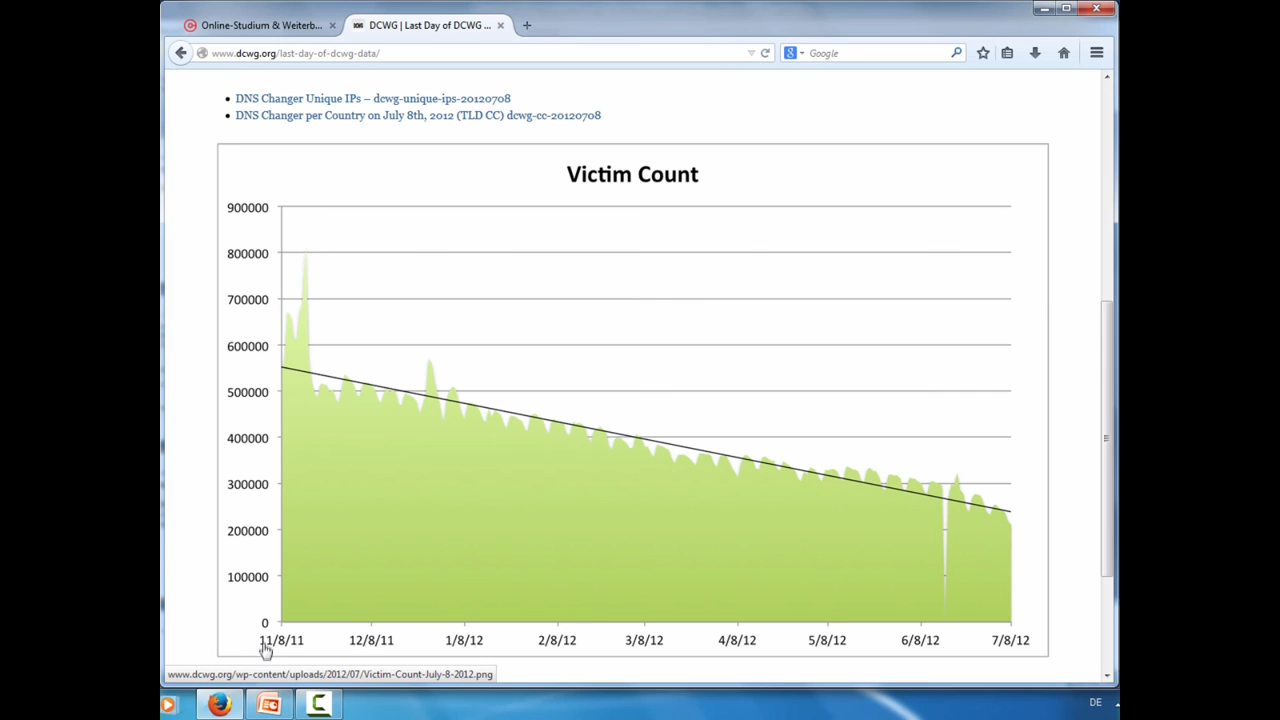 Online-Studium & Weiterb...
DCWG | Last Day of DCWG ...
www.dcwg.org/last-day-of-dcwg-data/
Google
DNS Changer Unique IPs – dcwg-unique-ips-20120708
DNS Changer per Country on July 8th, 2012 (TLD CC) dcwg-cc-20120708
Victim Count
900000
800000
700000
600000
500000
400000
300000
200000
100000
0
11/8/11 12/8/11 1/8/12 2/8/12 3/8/12 4/8/12 5/8/12 6/8/12 7/8/12
www.dcwg.org/wp-content/uploads/2012/07/Victim-Count-July-8-2012.png
DE